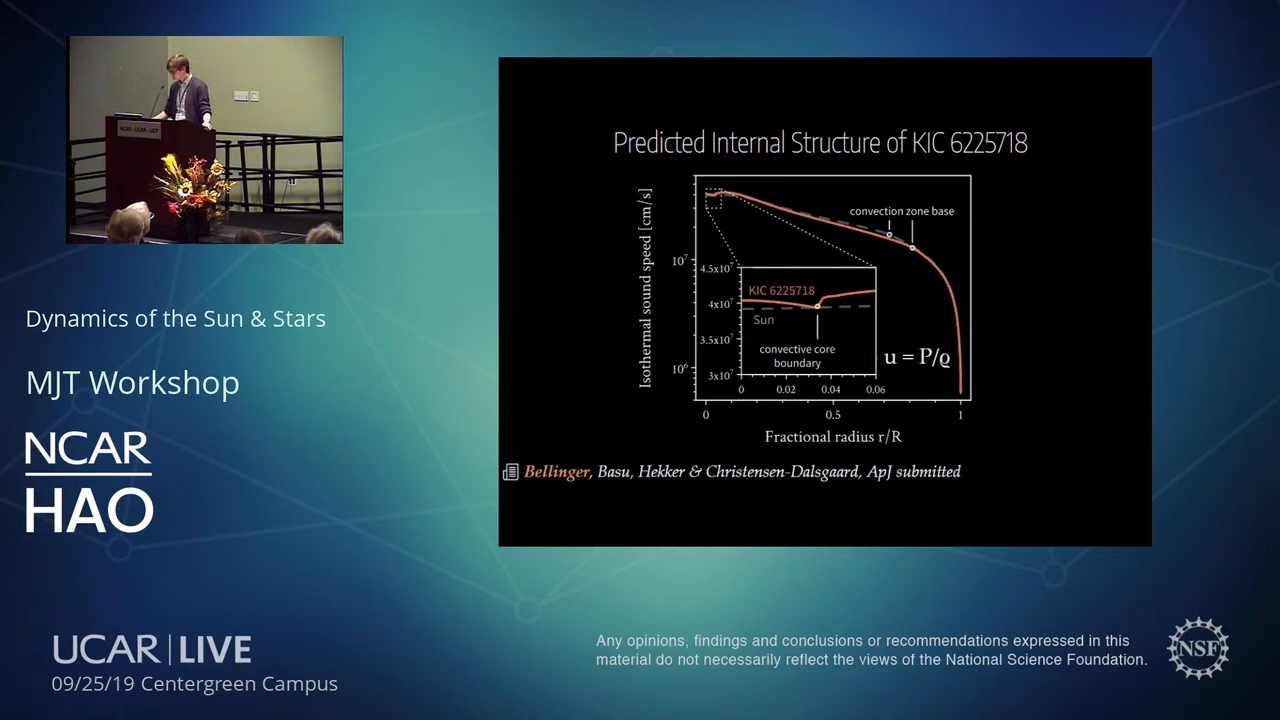 NCAR · UCAR · UCP
Dynamics of the Sun & Stars
MJT Workshop
NCAR
HAO
UCAR | LIVE
09/25/19 Centergreen Campus
Predicted Internal Structure of KIC 6225718
Isothermal sound speed [cm/s]
10⁷
10⁶
convection zone base
4.5x10⁷
4x10⁷
3.5x10⁷
3x10⁷
KIC 6225718
Sun
convective core
boundary
0 0.02 0.04 0.06
u = P/ϱ
0 0.5 1
Fractional radius r/R
Bellinger, Basu, Hekker & Christensen-Dalsgaard, ApJ submitted
Any opinions, findings and conclusions or recommendations expressed in this
material do not necessarily reflect the views of the National Science Foundation.
NSF